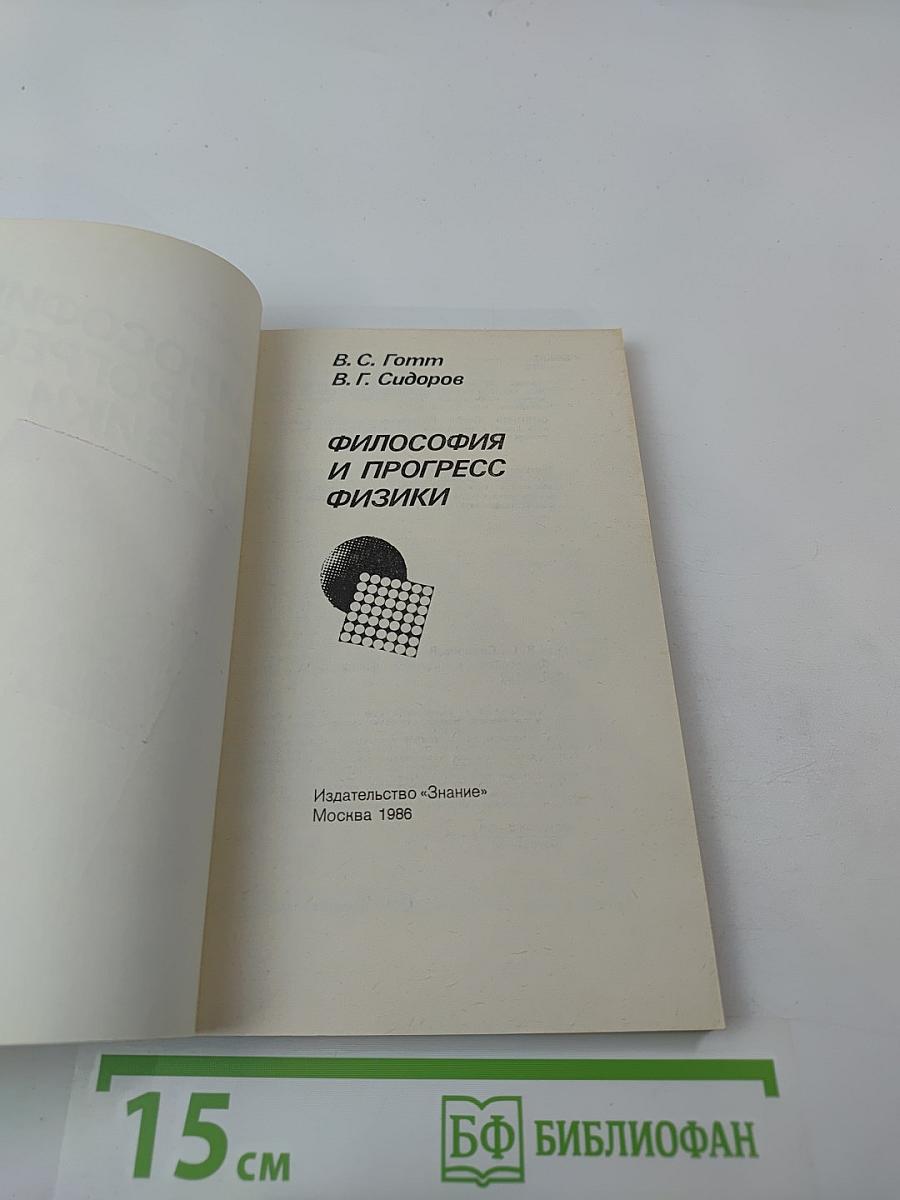 В. С. Готт
В. Г. Сидоров
ФИЛОСОФИЯ
И ПРОГРЕСС
ФИЗИКИ
Издательство «Знание»
Москва 1986
15 см
БФ БИБЛИОФАН